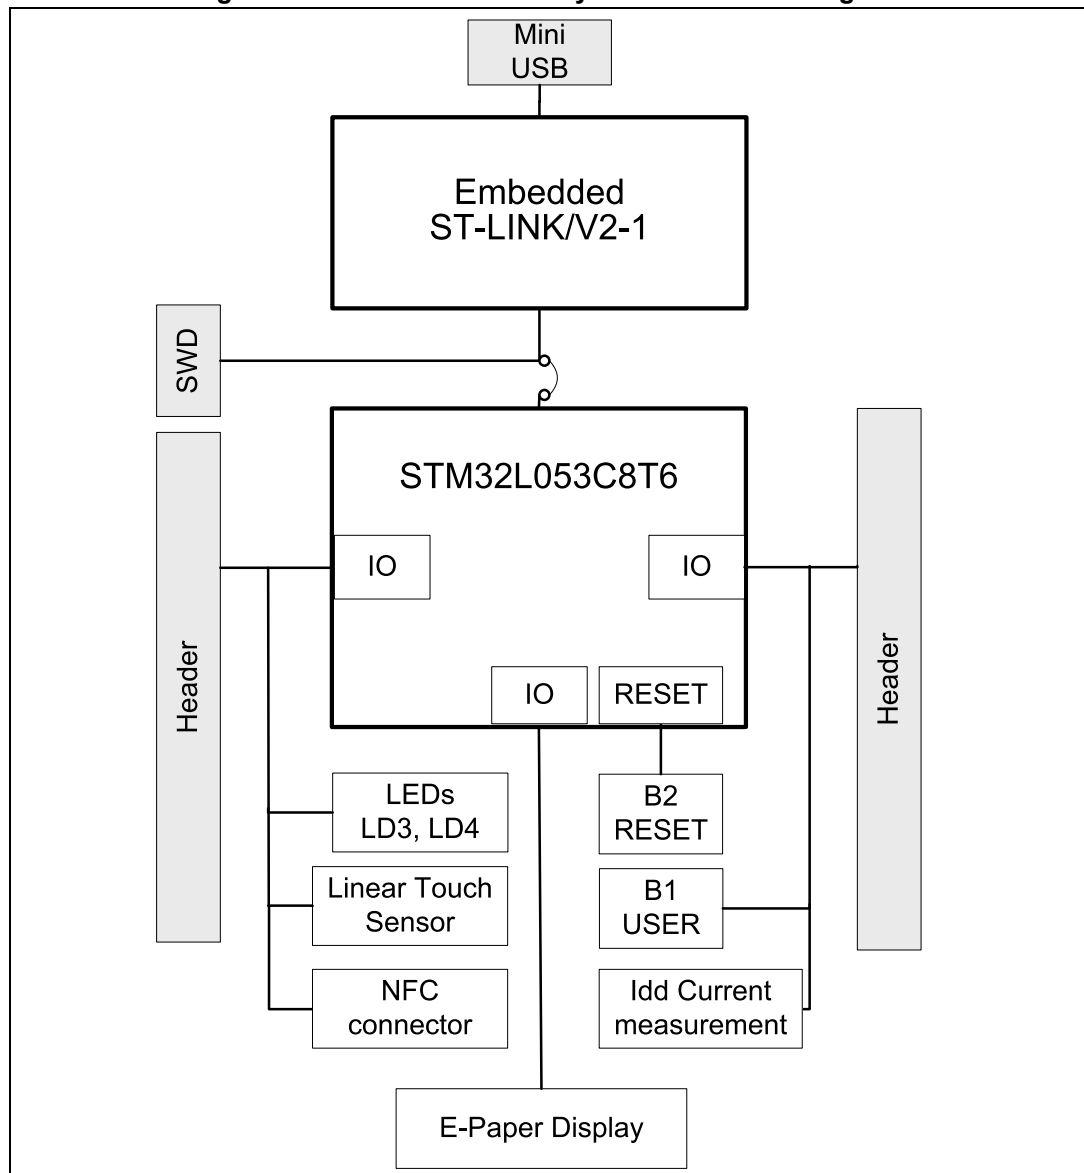 Mini
USB
Embedded
ST-LINK/V2-1
SWD
STM32L053C8T6
IO
IO
Header
Header
IO
RESET
LEDs
LD3, LD4
B2
RESET
Linear Touch
Sensor
B1
USER
NFC
connector
Idd Current
measurement
E-Paper Display